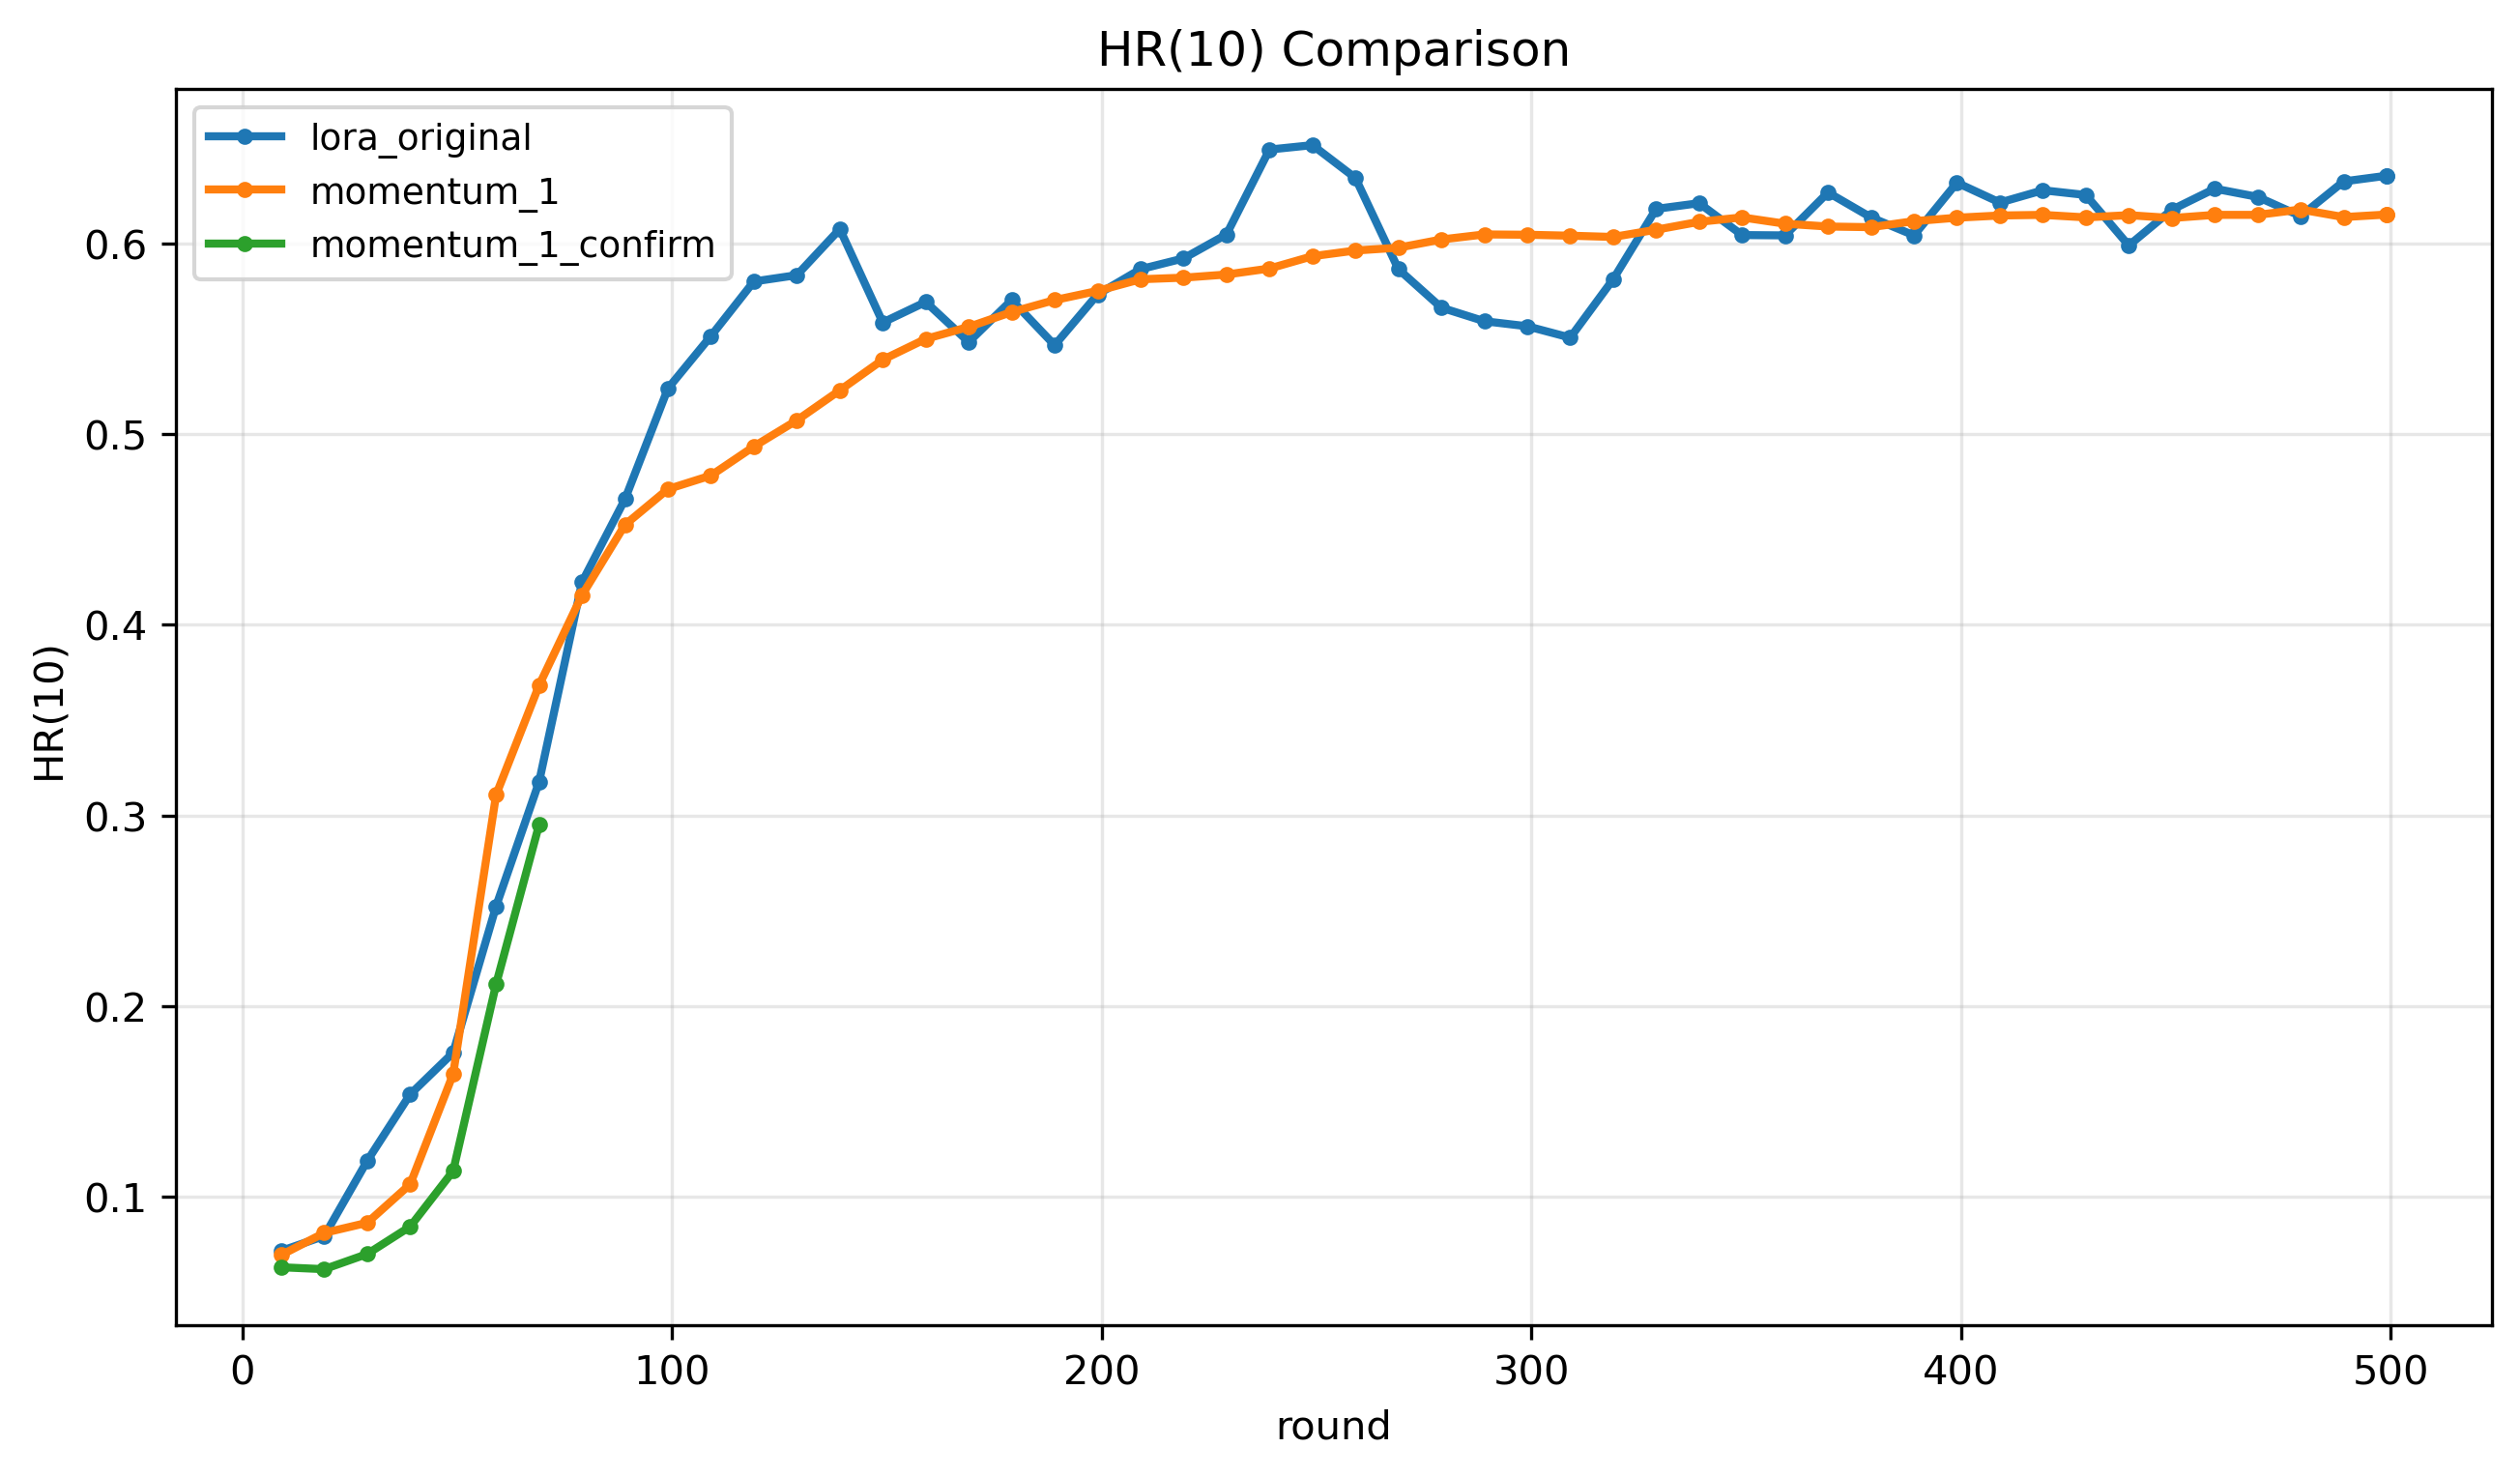 HR(10) Comparison
lora_original
momentum_1
momentum_1_confirm
HR(10)
0.6
0.5
0.4
0.3
0.2
0.1
0 100 200 300 400 500
round